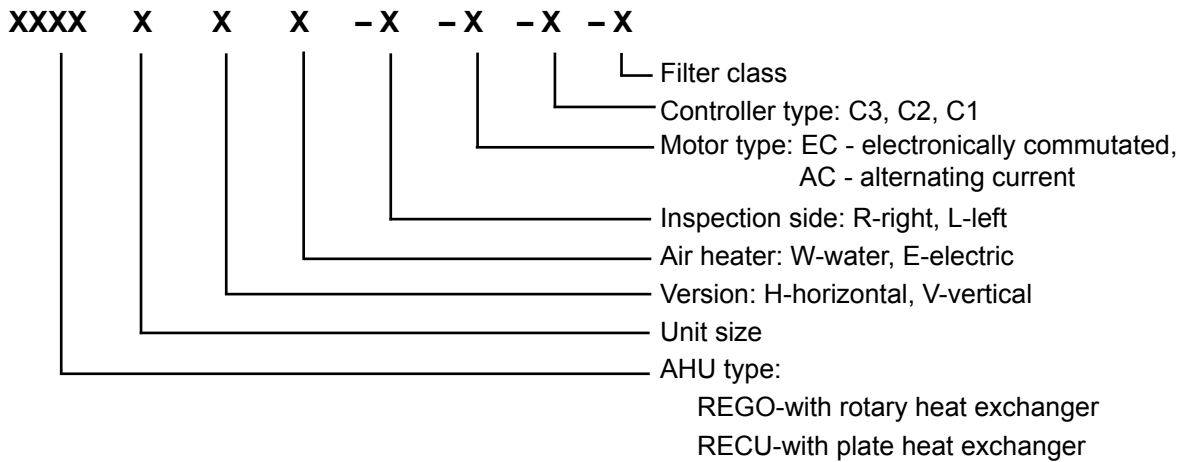 XXXX X X X – X – X – X – X
Filter class
Controller type: C3, C2, C1
Motor type: EC - electronically commutated,
AC - alternating current
Inspection side: R-right, L-left
Air heater: W-water, E-electric
Version: H-horizontal, V-vertical
Unit size
AHU type:
REGO-with rotary heat exchanger
RECU-with plate heat exchanger